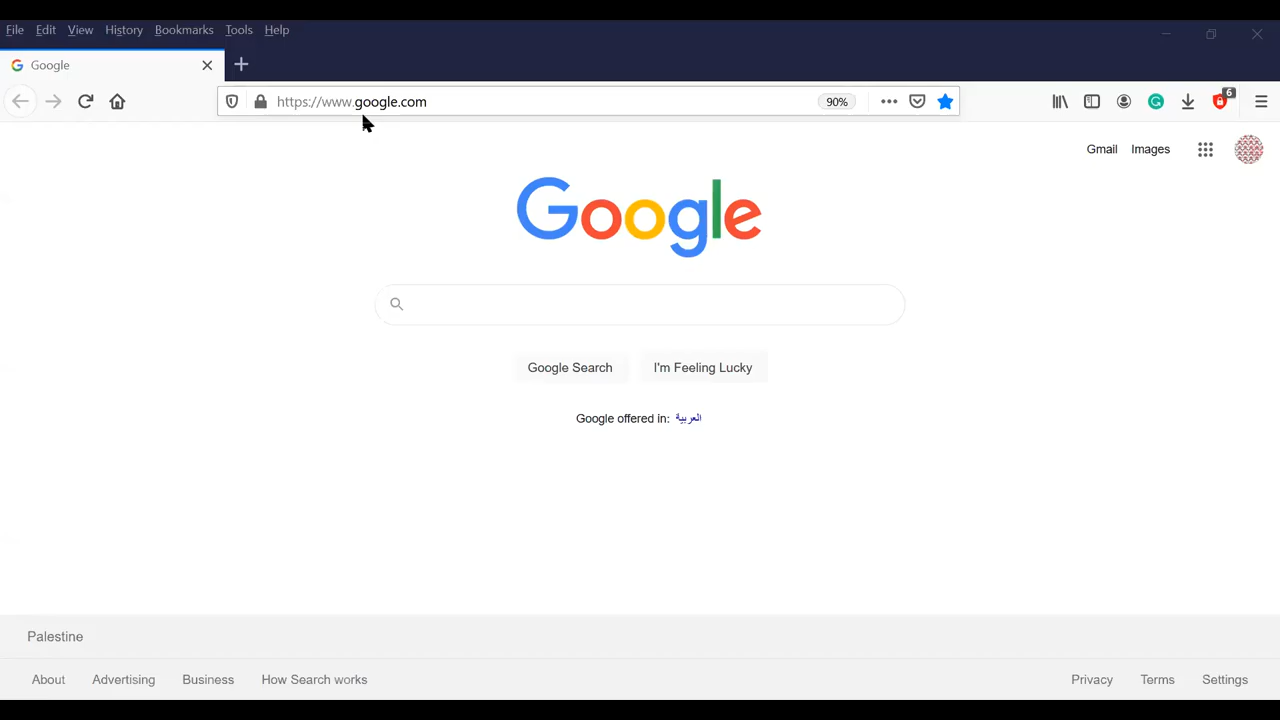 File Edit View History Bookmarks Tools Help
Google
https://www.google.com 90% 6
Gmail Images
Google
Google Search I'm Feeling Lucky
Google offered in: العربية
Palestine
About Advertising Business How Search works Privacy Terms Settings